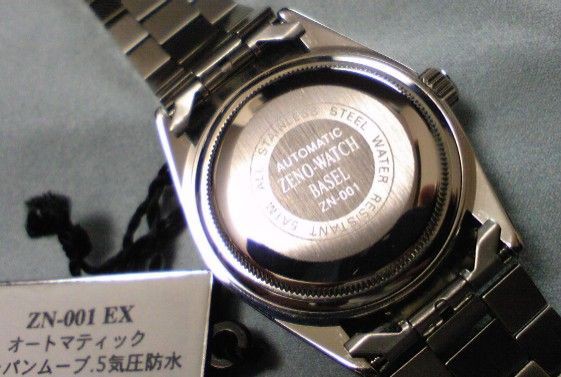 ALL STAINLESS STEEL WATER RESISTANT 5ATM
AUTOMATIC
ZENO-WATCH
BASEL
ZN-001
ZN-001 EX
オートマティック
パンムーブ.5気圧防水